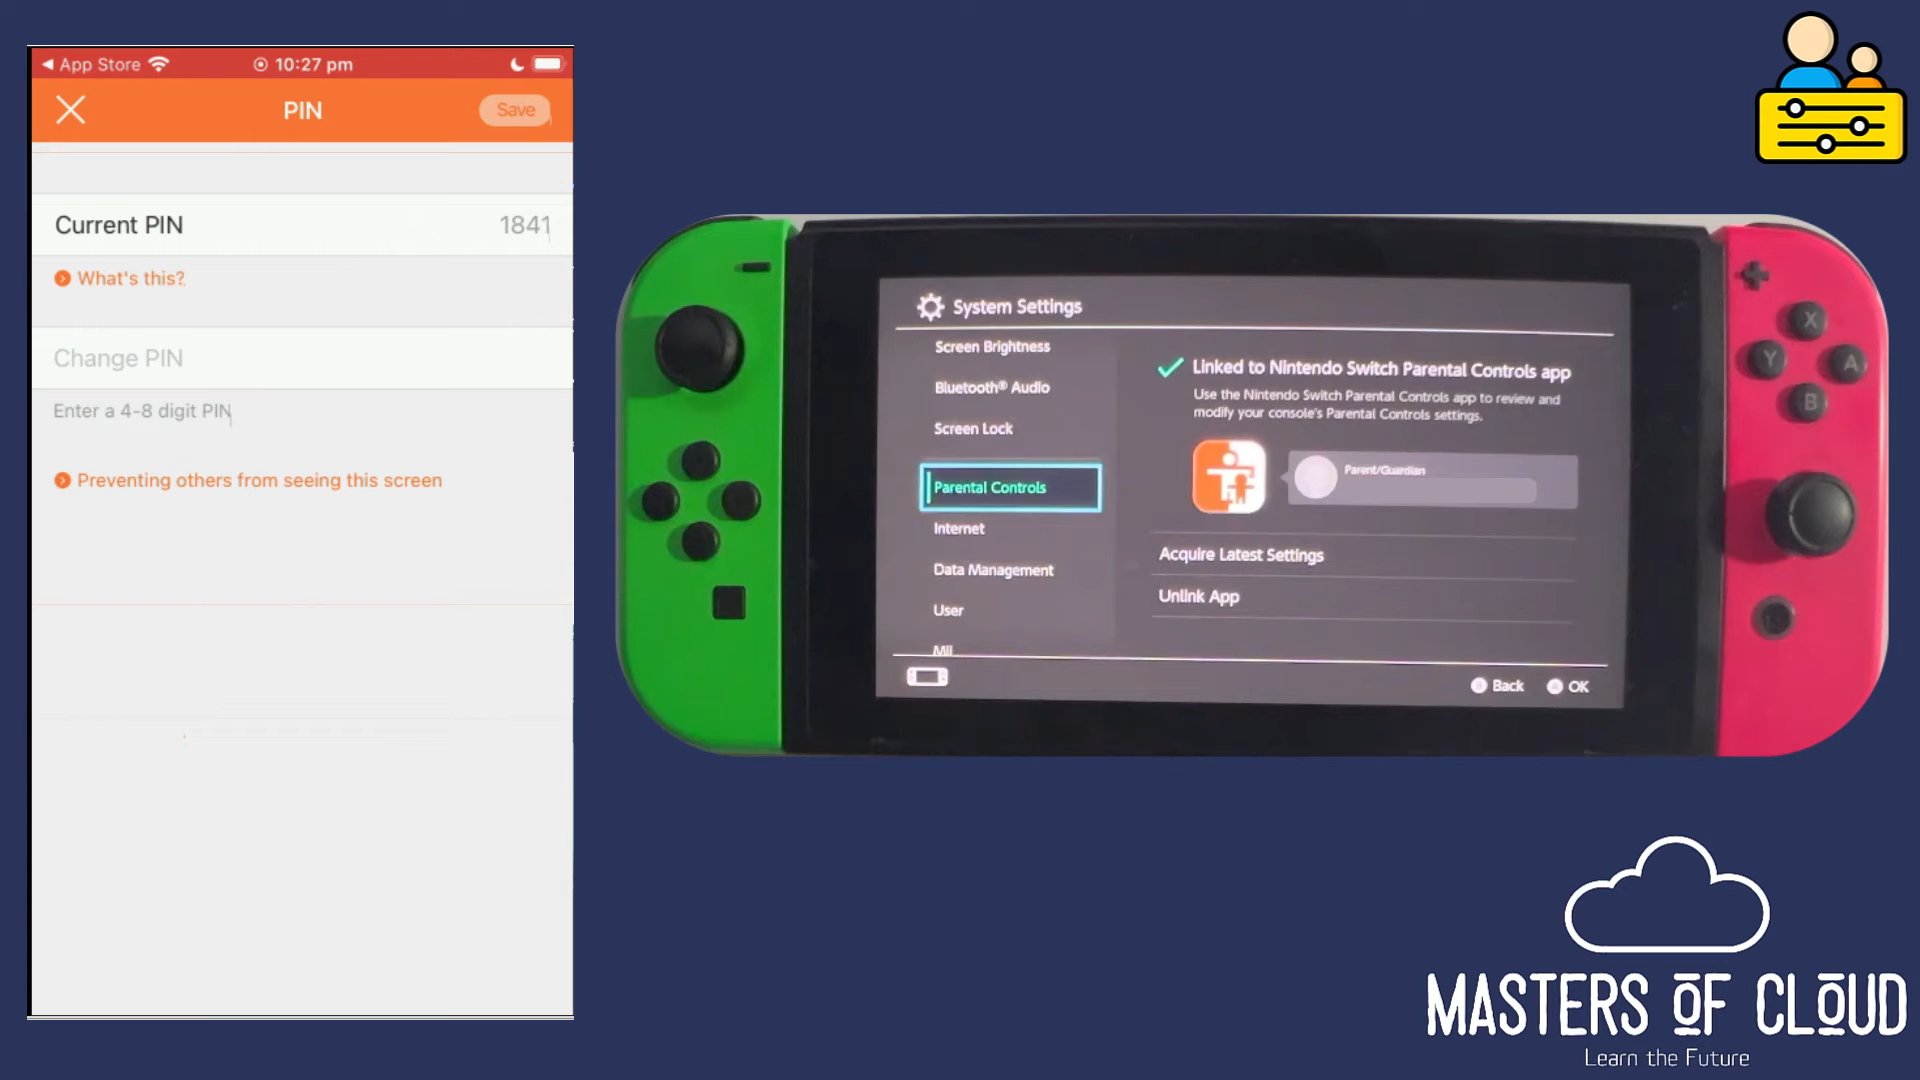 App Store
10:27 pm
PIN
Save
Current PIN
1841
What's this?
Change PIN
Enter a 4-8 digit PIN
Preventing others from seeing this screen
System Settings
Screen Brightness
Bluetooth® Audio
Screen Lock
Parental Controls
Internet
Data Management
User
Mii
Linked to Nintendo Switch Parental Controls app
Use the Nintendo Switch Parental Controls app to review and
modify your console's Parental Controls settings.
Parent/Guardian
Acquire Latest Settings
Unlink App
Back
OK
X
Y
A
B
MASTERS OF CLOUD
Learn the Future